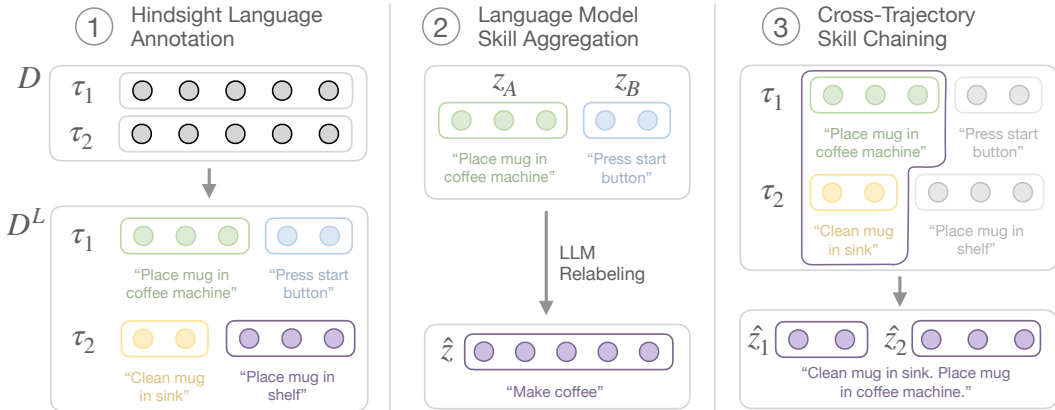 1 Hindsight Language
Annotation
D
τ₁
τ₂
Dᴸ
τ₁
“Place mug in
coffee machine”
“Press start
button”
τ₂
“Clean mug
in sink”
“Place mug in
shelf”
2 Language Model
Skill Aggregation
z_A z_B
“Place mug in
coffee machine”
“Press start
button”
LLM
Relabeling
ẑ
“Make coffee”
3 Cross-Trajectory
Skill Chaining
τ₁
“Place mug in
coffee machine”
“Press start
button”
τ₂
“Clean mug
in sink”
“Place mug in
shelf”
ẑ₁ ẑ₂
“Clean mug in sink. Place mug
in coffee machine.”